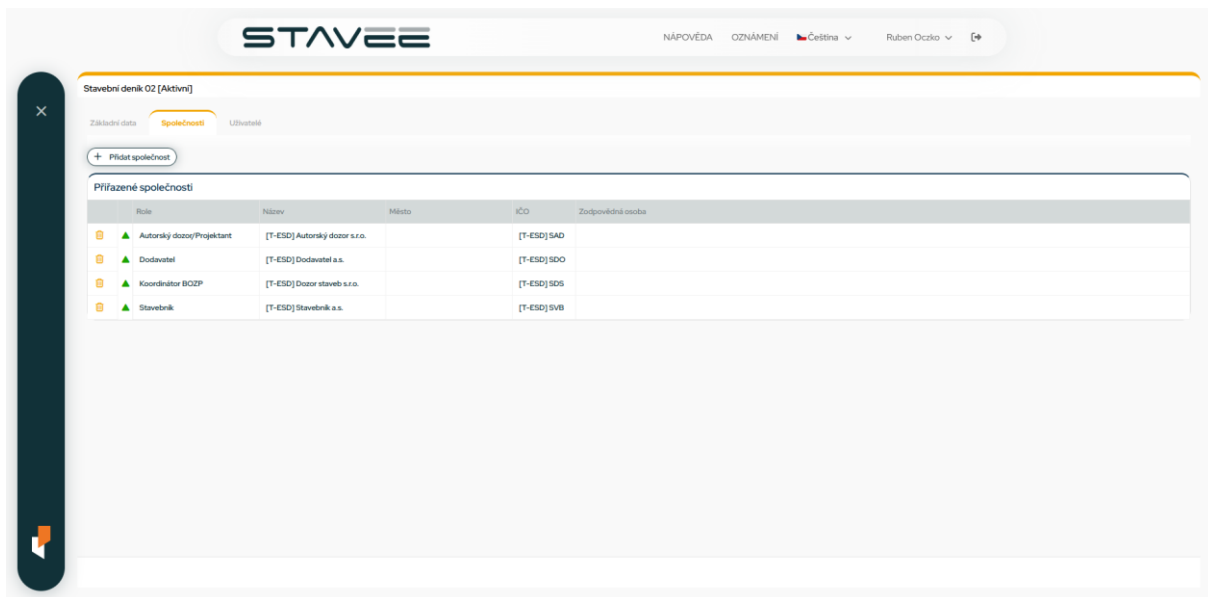 STAVEE
NÁPOVĚDA OZNÁMENÍ Čeština Ruben Oczko
Stavební deník 02 [Aktivní]
Základní data Společnosti Uživatelé
+ Přidat společnost
Přiřazené společnosti
Role Název Město IČO Zodpovědná osoba
Autorský dozor/Projektant [T-ESD] Autorský dozor s.r.o. [T-ESD] SAD
Dodavatel [T-ESD] Dodavatel a.s. [T-ESD] SDO
Koordinátor BOZP [T-ESD] Dozor staveb s.r.o. [T-ESD] SDS
Stavebník [T-ESD] Stavebník a.s. [T-ESD] SVB